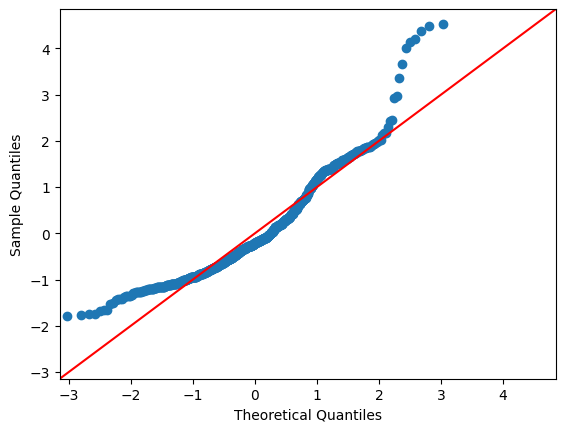 4
3
2
1
0
−1
−2
−3
Sample Quantiles
−3 −2 −1 0 1 2 3 4
Theoretical Quantiles